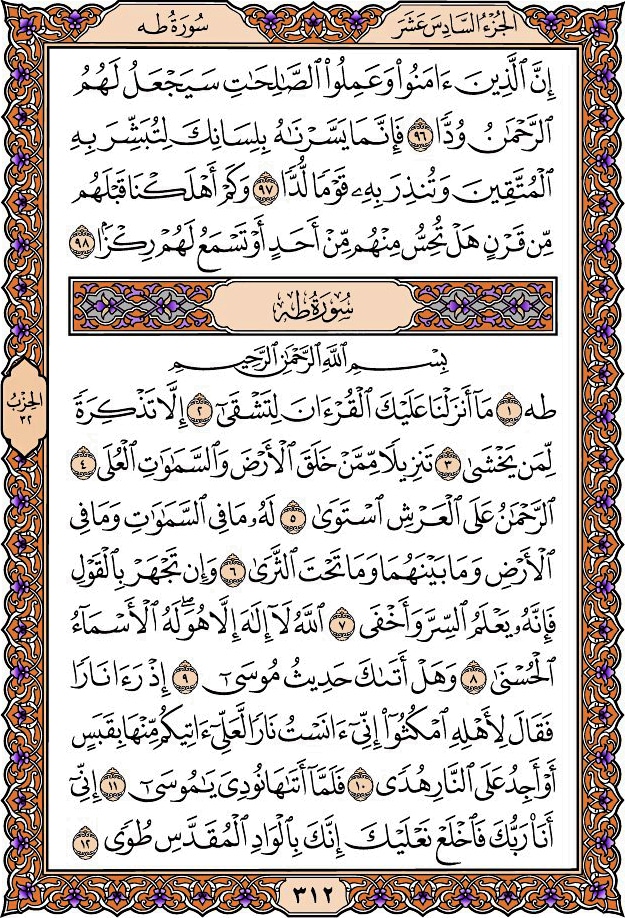 الجُزْءُ السَّادِسَ عَشَرَ
سُورَةُ طه
إِنَّ ٱلَّذِينَ ءَامَنُوا۟ وَعَمِلُوا۟ ٱلصَّٰلِحَٰتِ سَيَجْعَلُ لَهُمُ
ٱلرَّحْمَٰنُ وُدًّا ٩٦ فَإِنَّمَا يَسَّرْنَٰهُ بِلِسَانِكَ لِتُبَشِّرَ بِهِ
ٱلْمُتَّقِينَ وَتُنذِرَ بِهِۦ قَوْمًا لُّدًّا ٩٧ وَكَمْ أَهْلَكْنَا قَبْلَهُم
مِّن قَرْنٍ هَلْ تُحِسُّ مِنْهُم مِّنْ أَحَدٍ أَوْ تَسْمَعُ لَهُمْ رِكْزًۢا ٩٨
سُورَةُ طه
بِسْمِ ٱللَّهِ ٱلرَّحْمَٰنِ ٱلرَّحِيمِ
طه ١ مَآ أَنزَلْنَا عَلَيْكَ ٱلْقُرْءَانَ لِتَشْقَىٰٓ ٢ إِلَّا تَذْكِرَةً
لِّمَن يَخْشَىٰ ٣ تَنزِيلًا مِّمَّنْ خَلَقَ ٱلْأَرْضَ وَٱلسَّمَٰوَٰتِ ٱلْعُلَى ٤
ٱلرَّحْمَٰنُ عَلَى ٱلْعَرْشِ ٱسْتَوَىٰ ٥ لَهُۥ مَا فِى ٱلسَّمَٰوَٰتِ وَمَا فِى
ٱلْأَرْضِ وَمَا بَيْنَهُمَا وَمَا تَحْتَ ٱلثَّرَىٰ ٦ وَإِن تَجْهَرْ بِٱلْقَوْلِ
فَإِنَّهُۥ يَعْلَمُ ٱلسِّرَّ وَأَخْفَى ٧ ٱللَّهُ لَآ إِلَٰهَ إِلَّا هُوَ ۖ لَهُ ٱلْأَسْمَآءُ
ٱلْحُسْنَىٰ ٨ وَهَلْ أَتَىٰكَ حَدِيثُ مُوسَىٰٓ ٩ إِذْ رَءَا نَارًا
فَقَالَ لِأَهْلِهِ ٱمْكُثُوٓا۟ إِنِّىٓ ءَانَسْتُ نَارًا لَّعَلِّىٓ ءَاتِيكُم مِّنْهَا بِقَبَسٍ
أَوْ أَجِدُ عَلَى ٱلنَّارِ هُدًى ١٠ فَلَمَّآ أَتَىٰهَا نُودِىَ يَٰمُوسَىٰٓ ١١ إِنِّىٓ
أَنَا۠ رَبُّكَ فَٱخْلَعْ نَعْلَيْكَ إِنَّكَ بِٱلْوَادِ ٱلْمُقَدَّسِ طُوًى ١٢
الحِزْبُ
٣٢
٣١٢